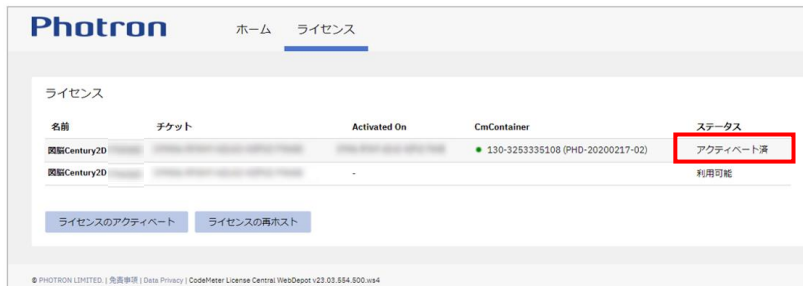 Photron ホーム ライセンス
ライセンス
名前 チケット Activated On CmContainer ステータス
図脳Century2D 130-3253335108 (PHD-20200217-02) アクティベート済
図脳Century2D - 利用可能
ライセンスのアクティベート ライセンスの再ホスト
© PHOTRON LIMITED. | 免責事項 | Data Privacy | CodeMeter License Central WebDepot v23.03.554.500.ws4